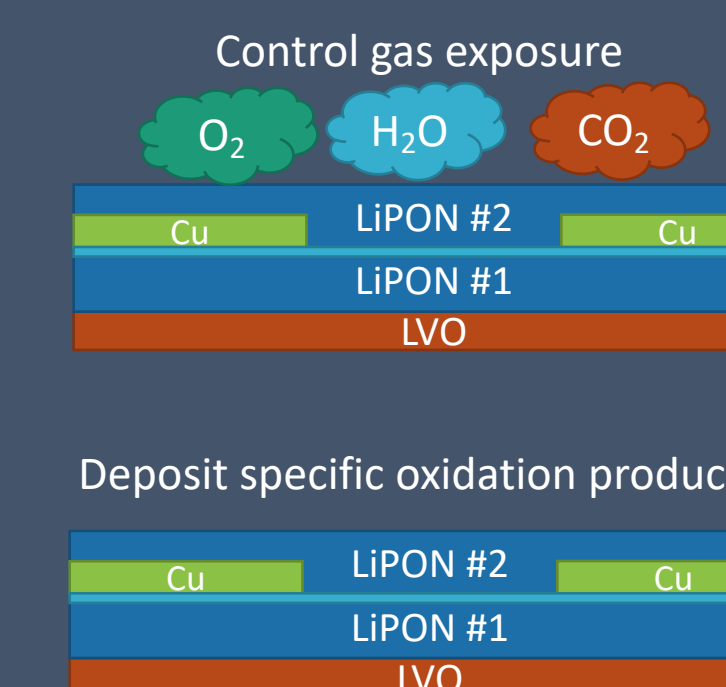 Control gas exposure
O₂ H₂O CO₂
LiPON #2
Cu Cu
LiPON #1
LVO
Deposit specific oxidation produc
LiPON #2
Cu Cu
LiPON #1
LVO